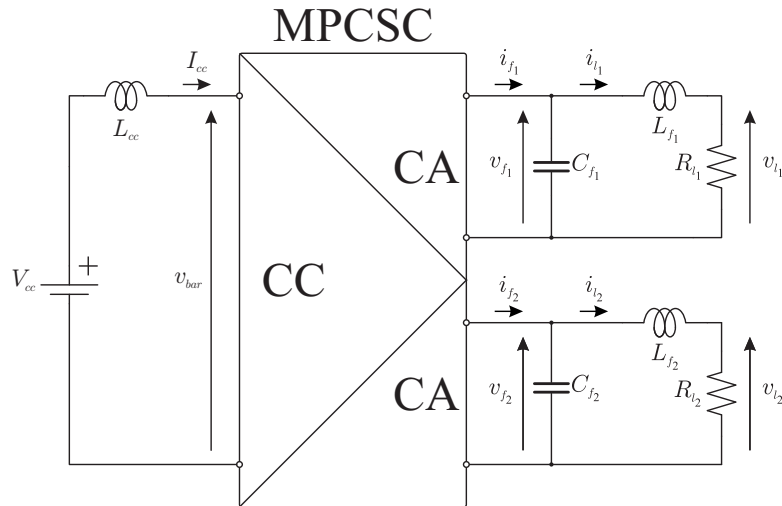 MPCSC
I_cc
i_f1
i_l1
L_cc
L_f1
CA
v_f1
C_f1
R_l1
v_l1
V_cc
+
v_bar
CC
i_f2
i_l2
L_f2
CA
v_f2
C_f2
R_l2
v_l2